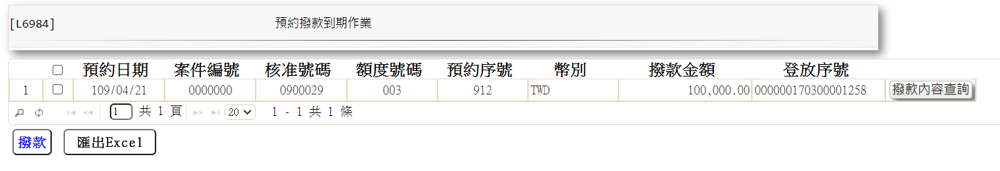 [L6984] 預約撥款到期作業
預約日期 案件編號 核准號碼 額度號碼 預約序號 幣別 撥款金額 登放序號
1 109/04/21 0000000 0900029 003 912 TWD 100,000.00 000000170300001258 撥款內容查詢
1 共 1 頁 20 1 - 1 共 1 條
撥款 匯出Excel